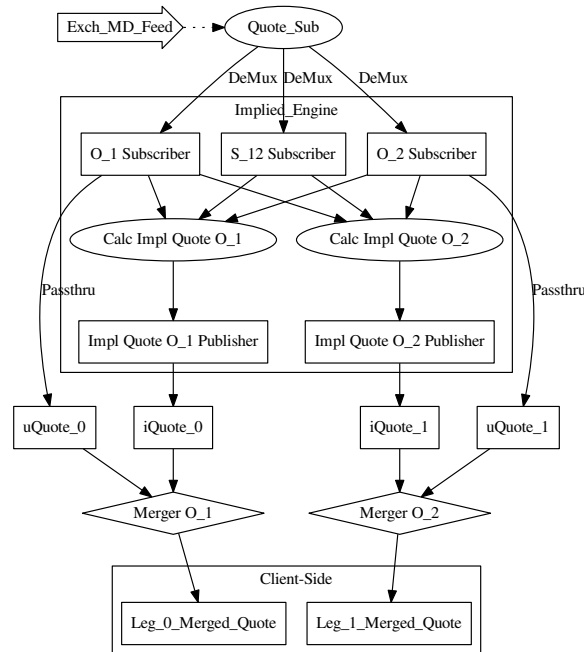 Exch_MD_Feed
Quote_Sub
DeMux
DeMux
DeMux
Implied_Engine
O_1 Subscriber
S_12 Subscriber
O_2 Subscriber
Calc Impl Quote O_1
Calc Impl Quote O_2
Passthru
Passthru
Impl Quote O_1 Publisher
Impl Quote O_2 Publisher
uQuote_0
iQuote_0
iQuote_1
uQuote_1
Merger O_1
Merger O_2
Client-Side
Leg_0_Merged_Quote
Leg_1_Merged_Quote